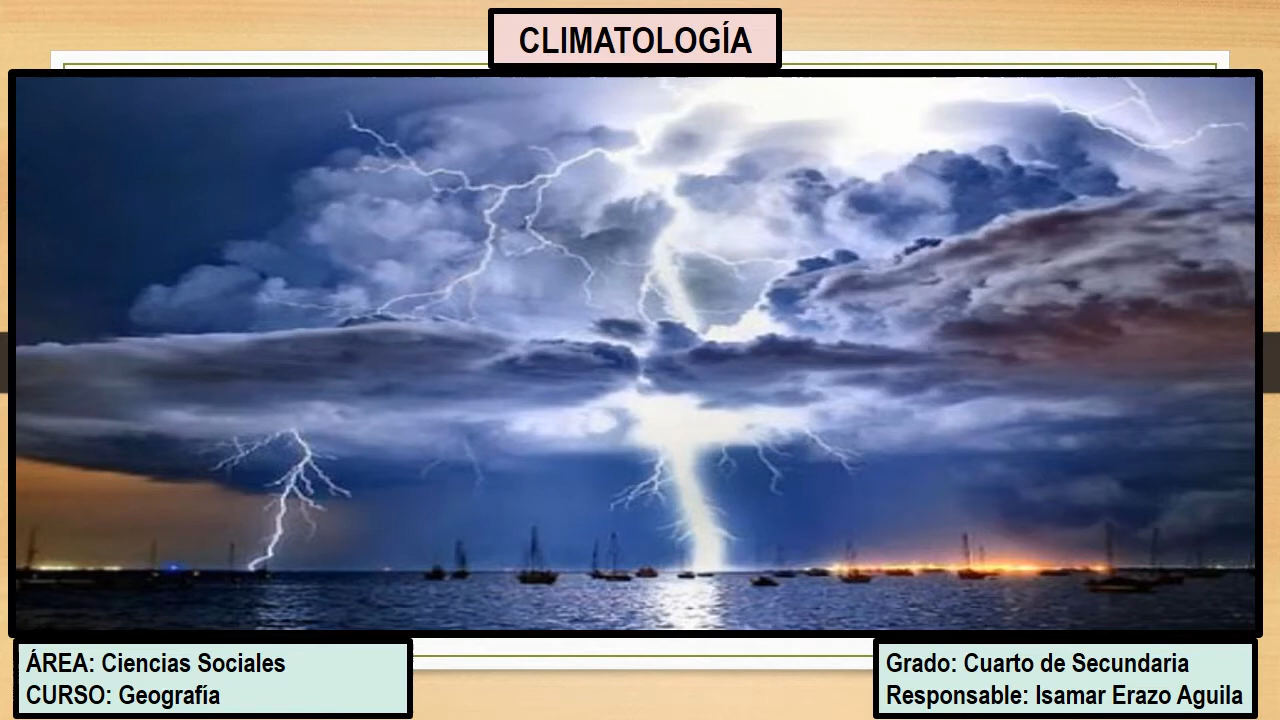 CLIMATOLOGÍA
ÁREA: Ciencias Sociales
CURSO: Geografía
Grado: Cuarto de Secundaria
Responsable: Isamar Erazo Aguila